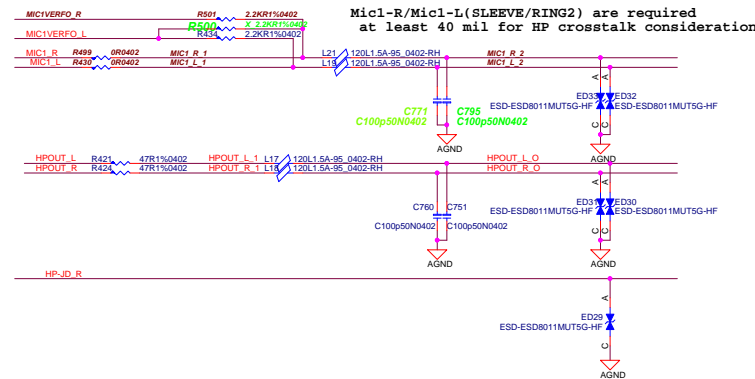 Mic1-R/Mic1-L(SLEEVE/RING2) are required
at least 40 mil for HP crosstalk consideration
MIC1VERFO_R R501 2.2KR1%0402
R500 X_2.2KR1%0402
MIC1VERFO_L R434 2.2KR1%0402
MIC1_R R499 0R0402 MIC1_R_1 L21 120L1.5A-95_0402-RH MIC1_R_2
MIC1_L R430 0R0402 MIC1_L_1 L19 120L1.5A-95_0402-RH MIC1_L_2
A A
C771 C795
C100p50N0402 C100p50N0402
ED33 ED32
ESD-ESD8011MUT5G-HF ESD-ESD8011MUT5G-HF
C C
AGND AGND
HPOUT_L R421 47R1%0402 HPOUT_L_1 L17 120L1.5A-95_0402-RH HPOUT_L_O
HPOUT_R R424 47R1%0402 HPOUT_R_1 L18 120L1.5A-95_0402-RH HPOUT_R_O
A A
C760 C751
C100p50N0402 C100p50N0402
ED31 ED30
ESD-ESD8011MUT5G-HF ESD-ESD8011MUT5G-HF
C C
AGND AGND
HP-JD_R
A
ED29
ESD-ESD8011MUT5G-HF
C
AGND